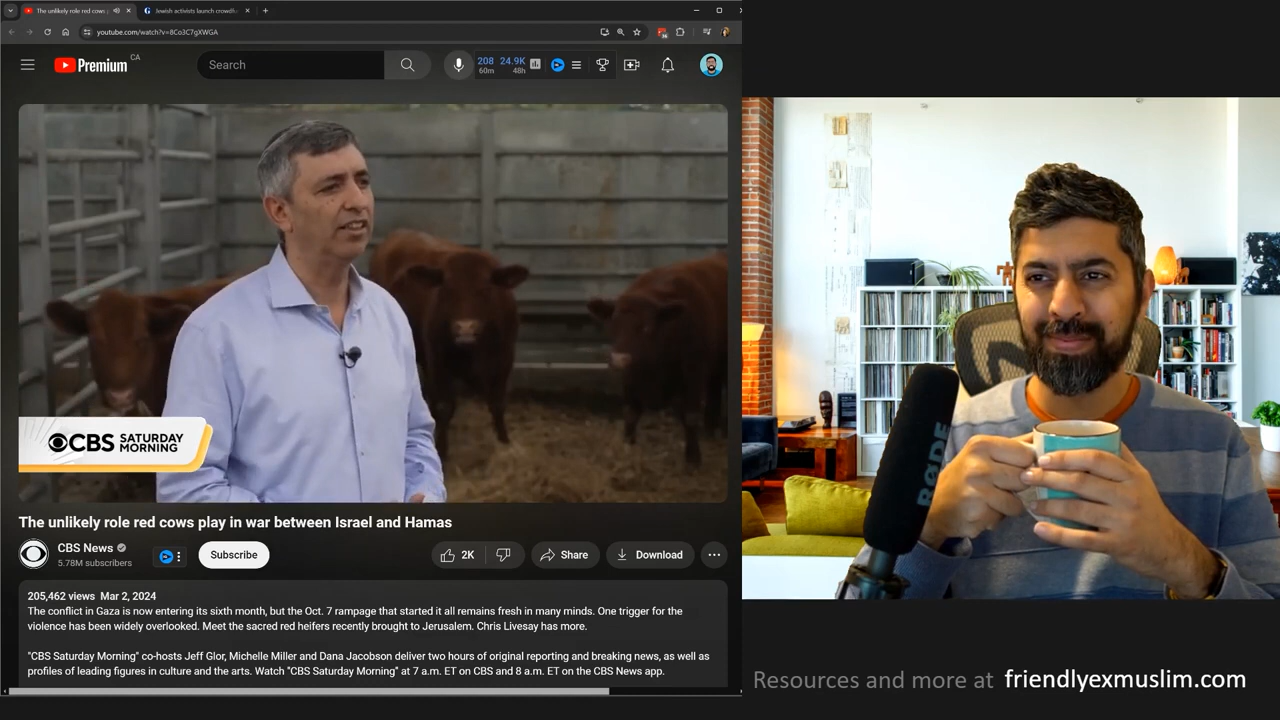 The unlikely role red cows p
Jewish activists launch crowdfu
youtube.com/watch?v=8Co3C7gXWGA
Premium CA
Search
208 24.9K
60m 48h
CBS SATURDAY
MORNING
RØDE
The unlikely role red cows play in war between Israel and Hamas
CBS News
5.78M subscribers
Subscribe
2K
Share
Download
205,462 views Mar 2, 2024
The conflict in Gaza is now entering its sixth month, but the Oct. 7 rampage that started it all remains fresh in many minds. One trigger for the
violence has been widely overlooked. Meet the sacred red heifers recently brought to Jerusalem. Chris Livesay has more.
"CBS Saturday Morning" co-hosts Jeff Glor, Michelle Miller and Dana Jacobson deliver two hours of original reporting and breaking news, as well as
profiles of leading figures in culture and the arts. Watch "CBS Saturday Morning" at 7 a.m. ET on CBS and 8 a.m. ET on the CBS News app.
Resources and more at friendlyexmuslim.com